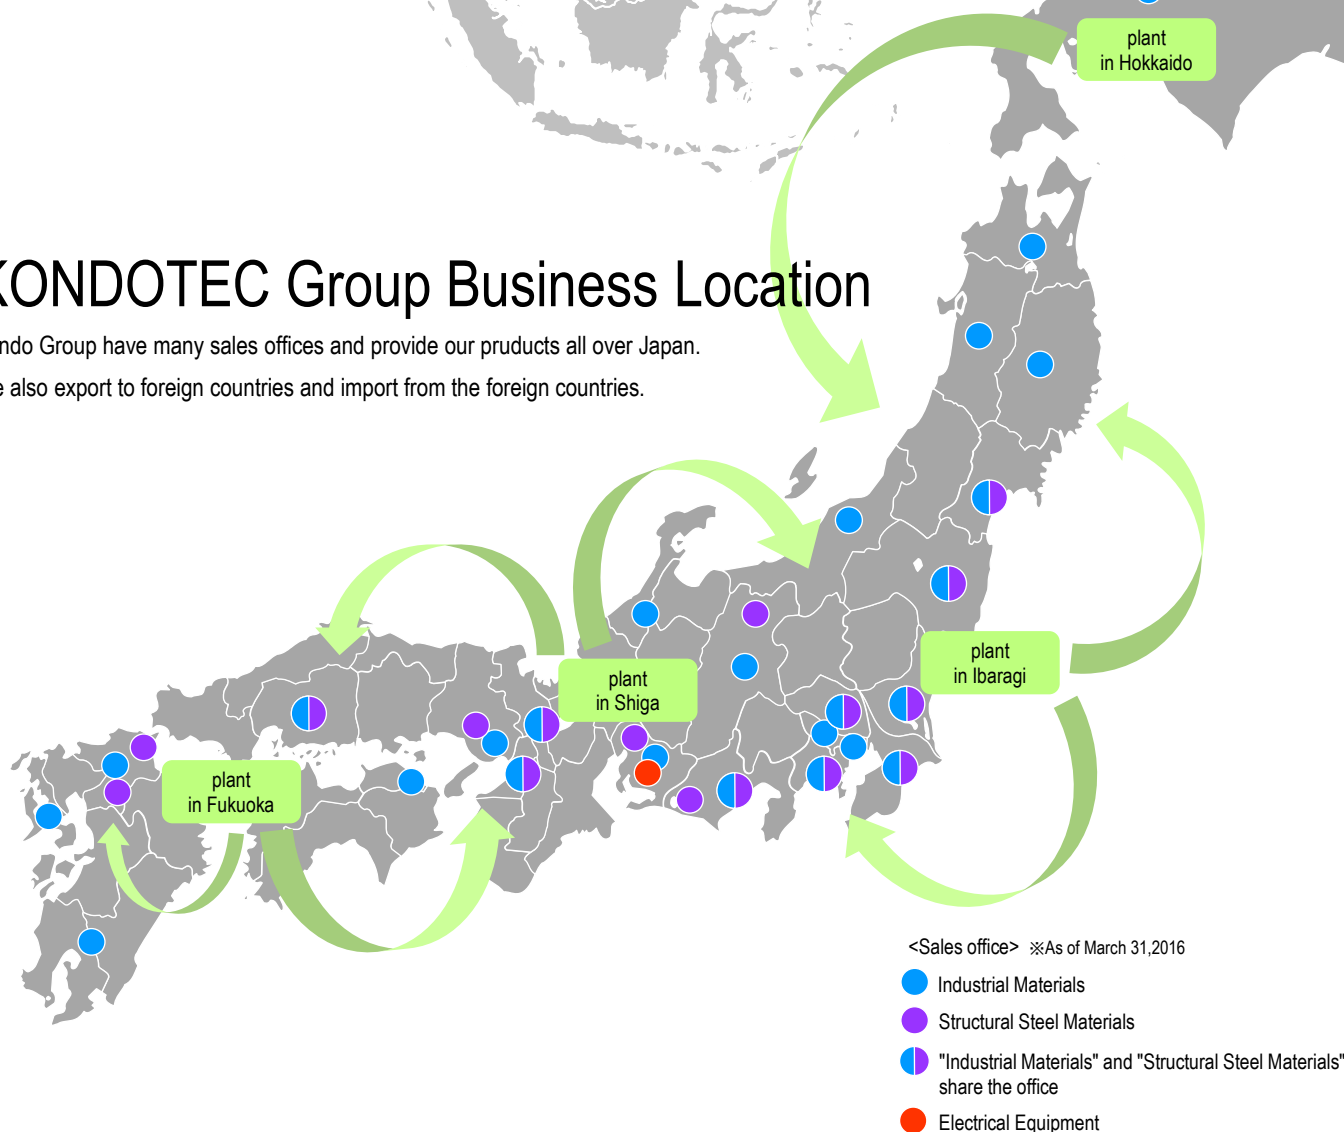 plant
in Hokkaido
KONDOTEC Group Business Location
ndo Group have many sales offices and provide our pruducts all over Japan.
e also export to foreign countries and import from the foreign countries.
plant
in Ibaragi
plant
in Shiga
plant
in Fukuoka
<Sales office> ※As of March 31,2016
Industrial Materials
Structural Steel Materials
"Industrial Materials" and "Structural Steel Materials"
share the office
Electrical Equipment